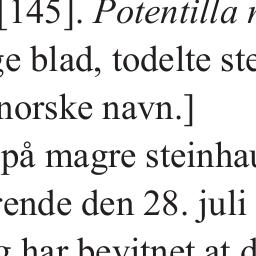 [145]. Potentilla
ge blad, todelte ste
norske navn.]
på magre steinhau
rende den 28. juli
g har bevitnet at d